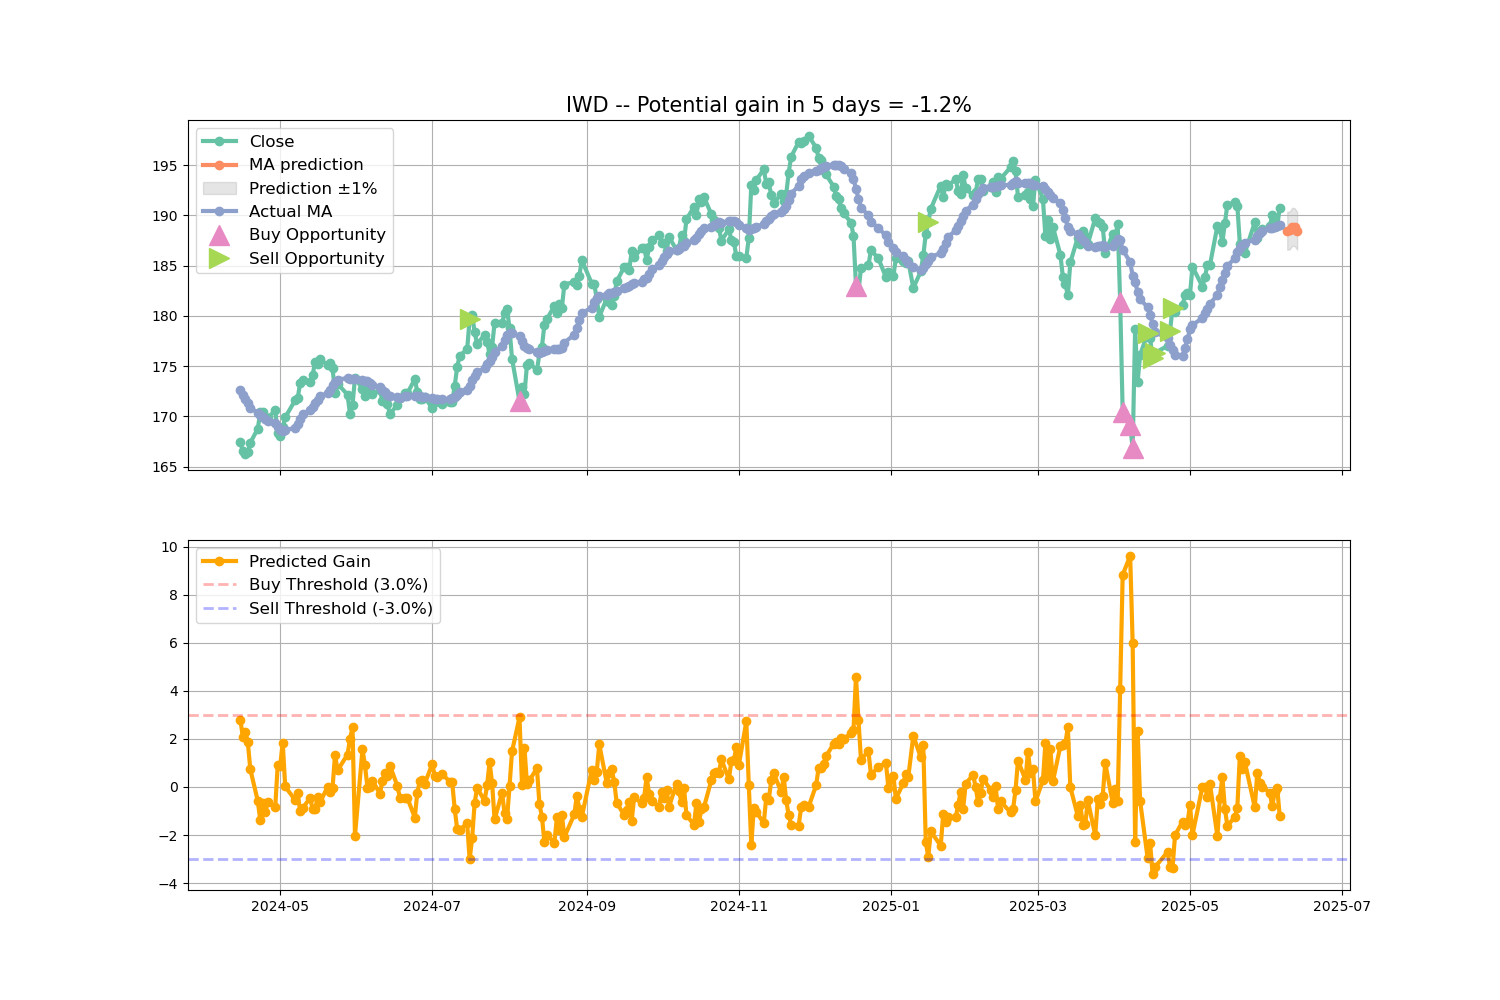 IWD -- Potential gain in 5 days = -1.2%
Close
MA prediction
Prediction ±1%
Actual MA
Buy Opportunity
Sell Opportunity
195
190
185
180
175
170
165
Predicted Gain
Buy Threshold (3.0%)
Sell Threshold (-3.0%)
10
8
6
4
2
0
−2
−4
2024-05 2024-07 2024-09 2024-11 2025-01 2025-03 2025-05 2025-07